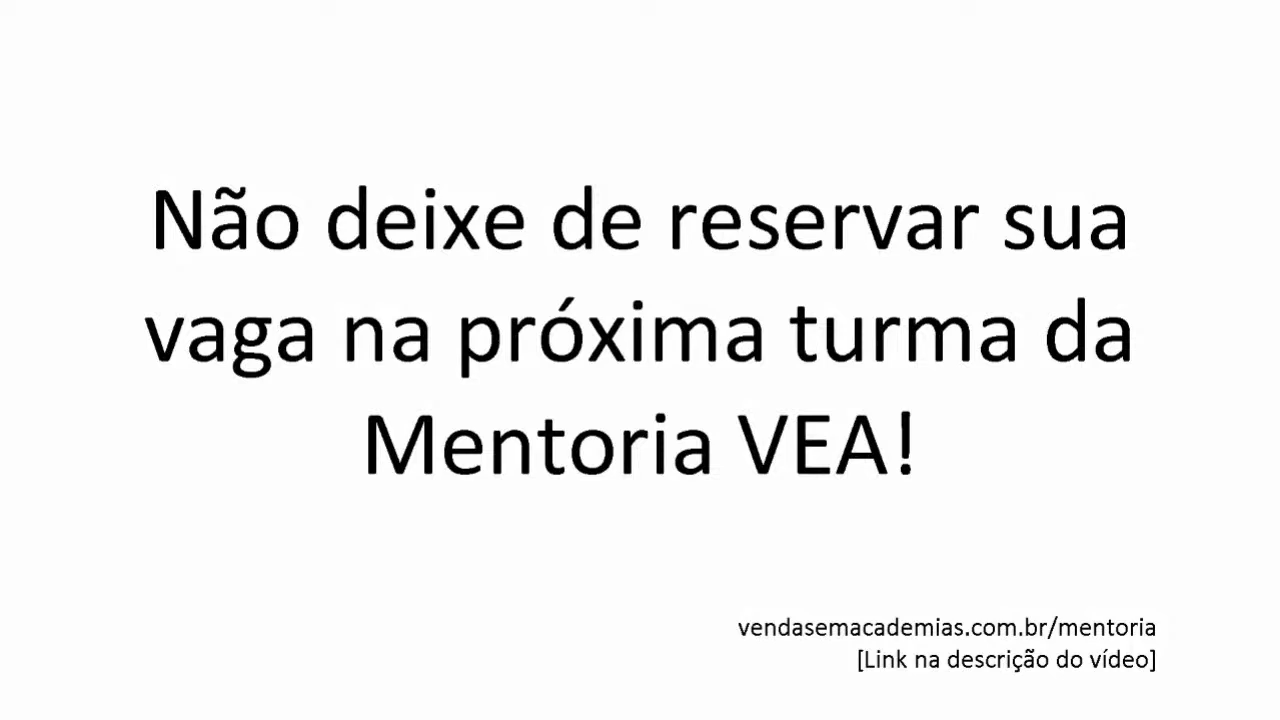 Não deixe de reservar sua
vaga na próxima turma da
Mentoria VEA!
vendasemacademias.com.br/mentoria
[Link na descrição do vídeo]